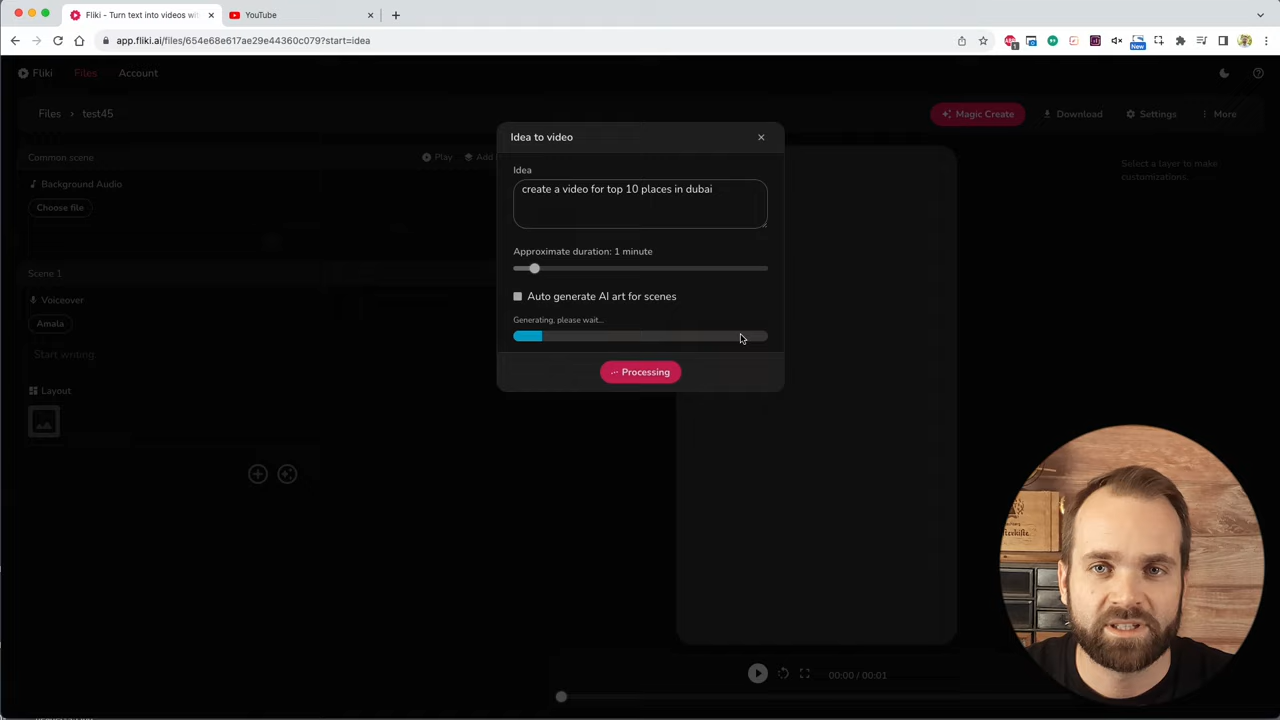 Fliki - Turn text into videos wi
YouTube
app.fliki.ai/files/654e68e617ae29e44360c079?start=idea
New
1
Fliki
Files
Account
Files > test45
Magic Create
Download
Settings
More
Common scene
Play
Add
Background Audio
Choose file
Scene 1
Voiceover
Amala
Start writing
Layout
Idea to video
Idea
create a video for top 10 places in dubai
Approximate duration: 1 minute
Auto generate AI art for scenes
Generating, please wait...
Processing
Select a layer to make
customizations.
00:00 / 00:01